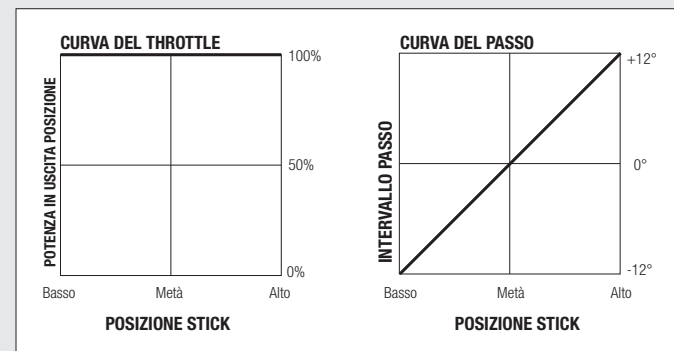 CURVA DEL THROTTLE
POTENZA IN USCITA POSIZIONE
100%
50%
0%
Basso Metà Alto
POSIZIONE STICK
CURVA DEL PASSO
INTERVALLO PASSO
+12°
0°
-12°
Basso Metà Alto
POSIZIONE STICK